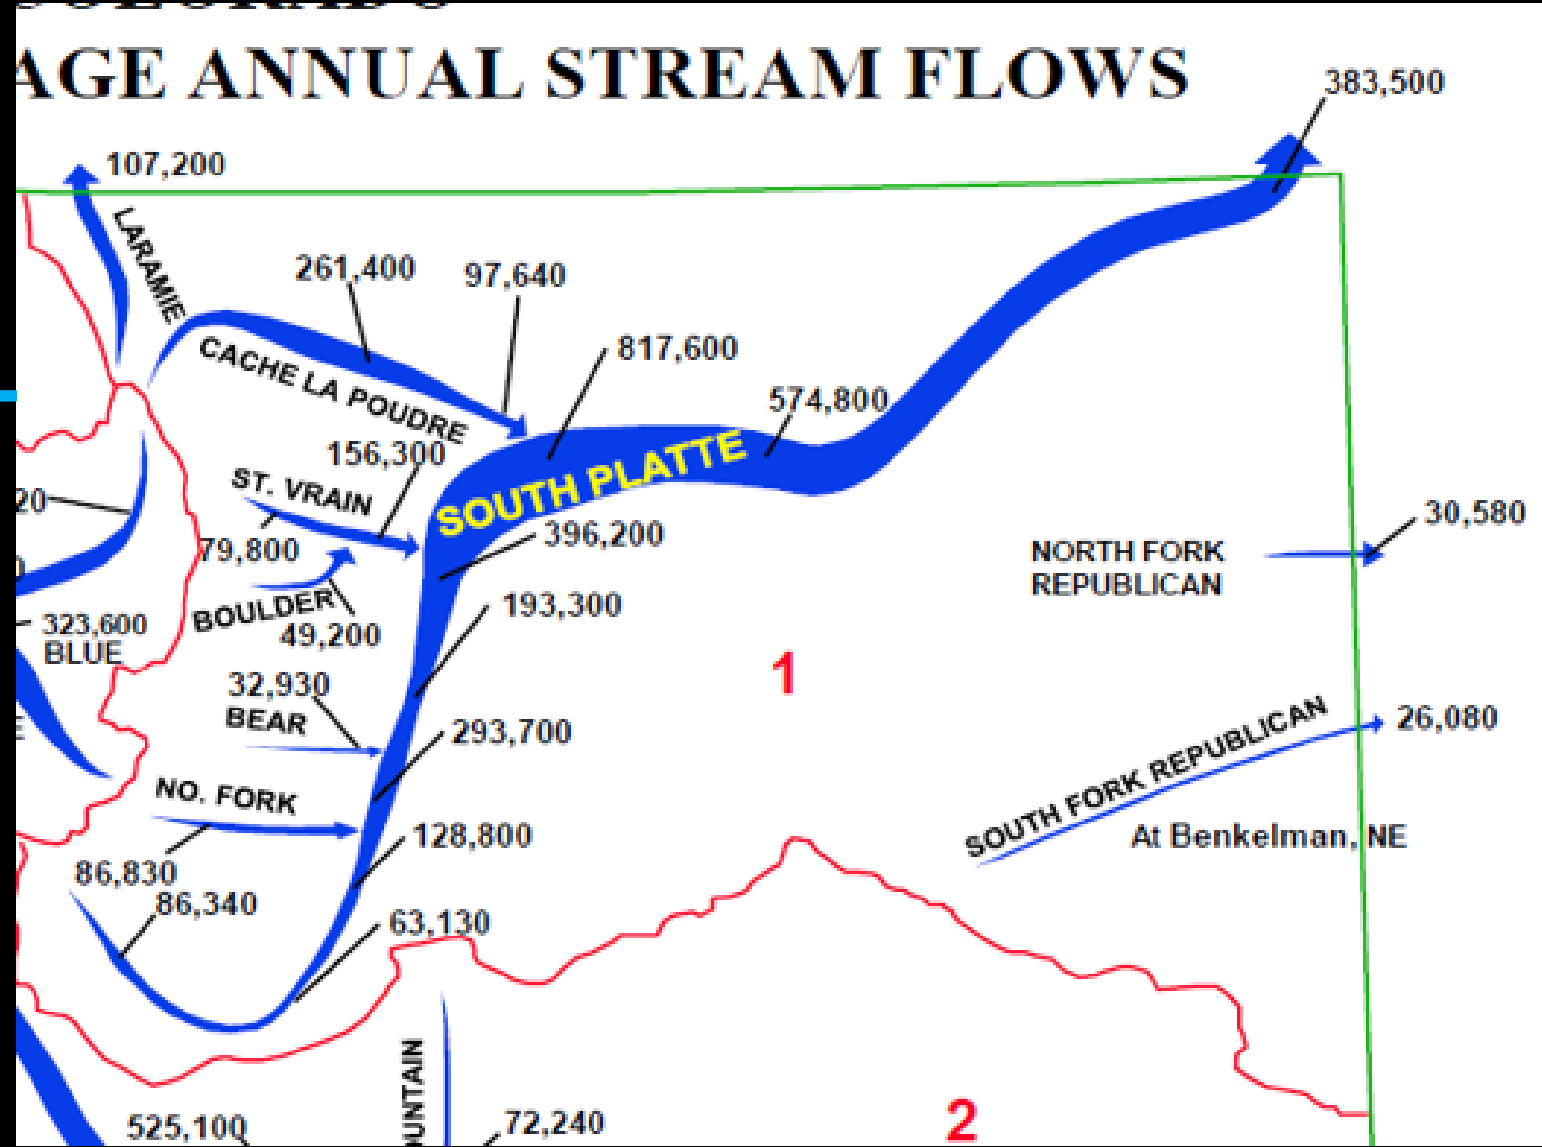 AGE ANNUAL STREAM FLOWS
383,500
107,200
LARAMIE
261,400
97,640
CACHE LA POUDRE
817,600
574,800
156,300
ST. VRAIN
SOUTH PLATTE
20
79,800
396,200
30,580
NORTH FORK
REPUBLICAN
BOULDER
49,200
193,300
323,600
BLUE
1
32,930
BEAR
293,700
SOUTH FORK REPUBLICAN
26,080
NO. FORK
128,800
At Benkelman, NE
86,830
86,340
63,130
UNTAIN
525,100
72,240
2